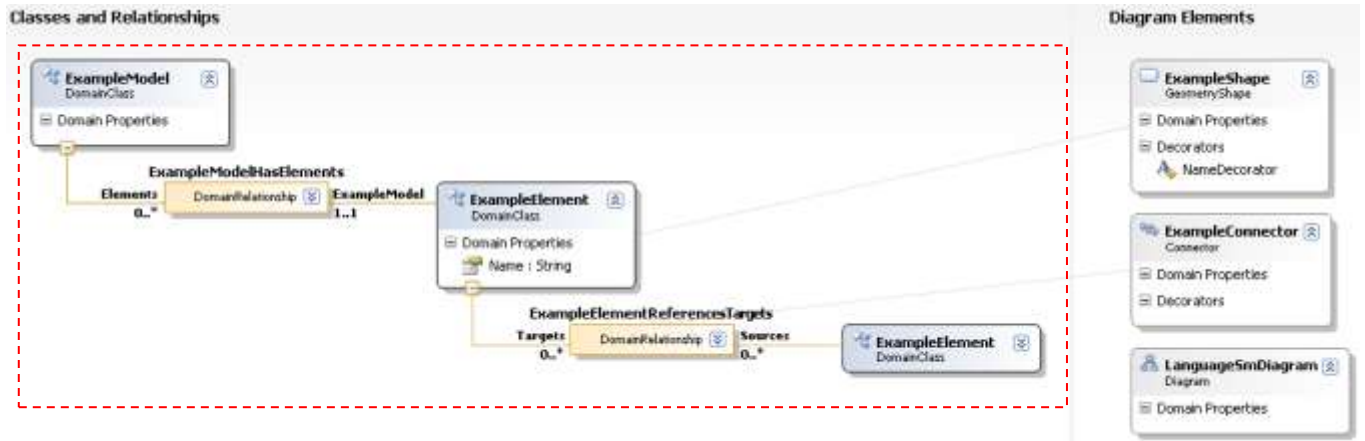 Classes and Relationships
Diagram Elements
ExampleModel
DomainClass
Domain Properties
ExampleModelHasElements
Elements
DomainRelationship
ExampleModel
0..*
1..1
ExampleElement
DomainClass
Domain Properties
Name : String
ExampleElementReferencesTargets
Targets
DomainRelationship
Sources
0..*
0..*
ExampleElement
DomainClass
ExampleShape
GeometryShape
Domain Properties
Decorators
NameDecorator
ExampleConnector
Connector
Domain Properties
Decorators
LanguageSmDiagram
Diagram
Domain Properties